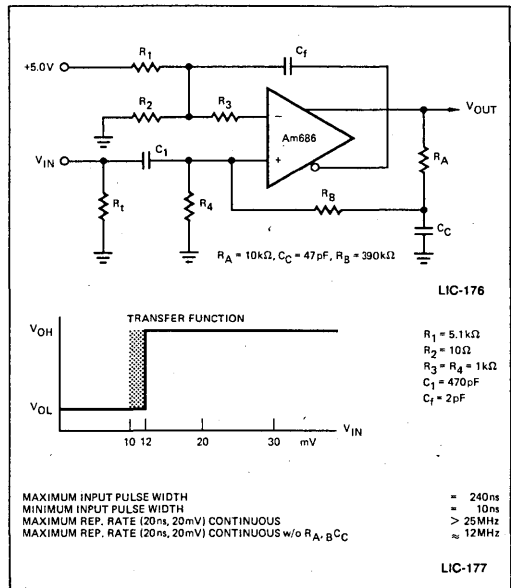 R1
Cf
+5.0V
R2
R3
−
Am686
+
VOUT
VIN
C1
RA
RB
Rt
R4
CC
RA = 10kΩ, CC = 47pF, RB = 390kΩ
LIC-176
TRANSFER FUNCTION
VOH
VOL
VIN
10 12 20 30 mV
R1 = 5.1kΩ
R2 = 10Ω
R3 = R4 = 1kΩ
C1 = 470pF
Cf = 2pF
MAXIMUM INPUT PULSE WIDTH = 240ns
MINIMUM INPUT PULSE WIDTH = 10ns
MAXIMUM REP. RATE (20ns, 20mV) CONTINUOUS > 25MHz
MAXIMUM REP. RATE (20ns, 20mV) CONTINUOUS w/o RA, BCC ≈ 12MHz
LIC-177